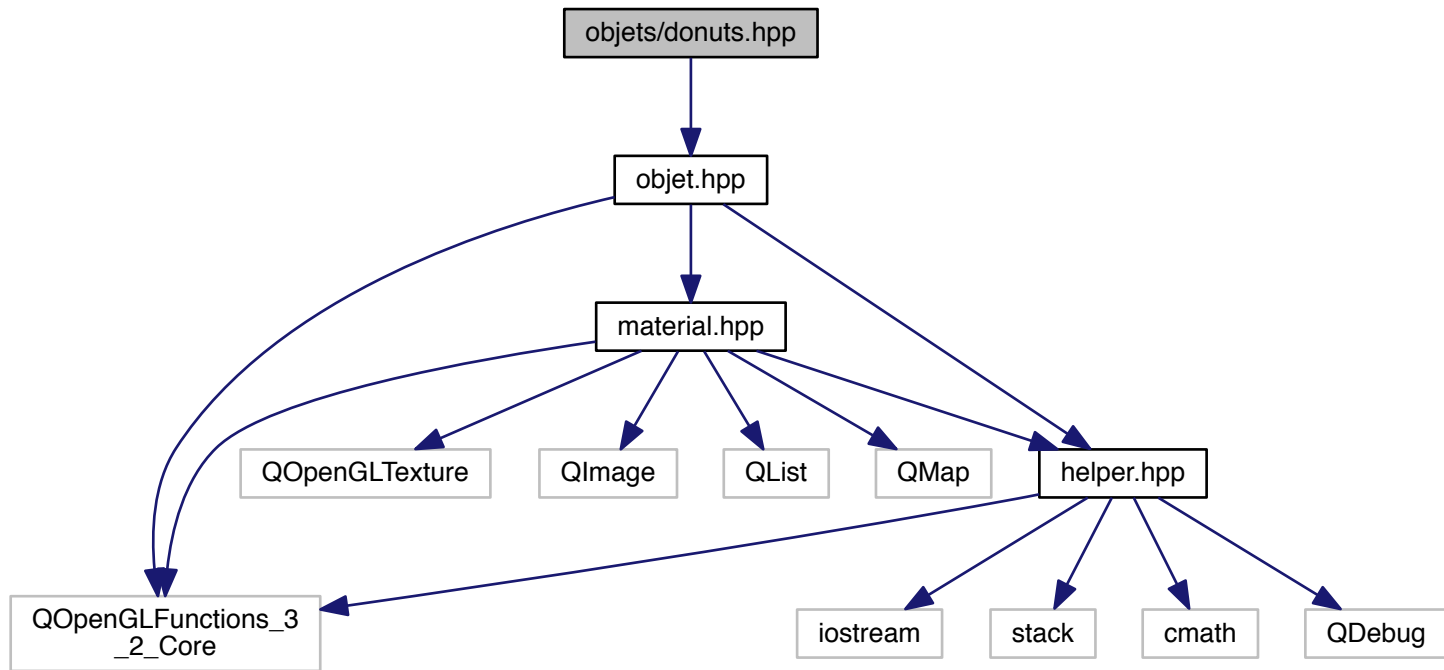 objets/donuts.hpp
objet.hpp
material.hpp
QOpenGLTexture
QImage
QList
QMap
helper.hpp
QOpenGLFunctions_3
_2_Core
iostream
stack
cmath
QDebug